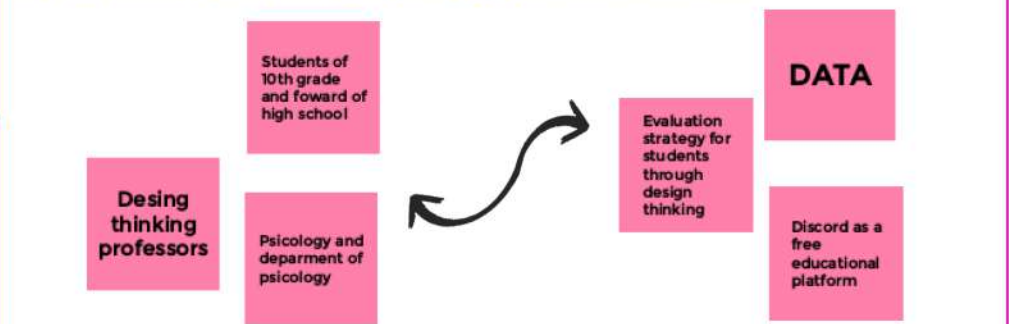 Students of
10th grade
and foward of
high school
Desing
thinking
professors
Psicology and
deparment of
psicology
DATA
Evaluation
strategy for
students
through
design
thinking
Discord as a
free
educational
platform